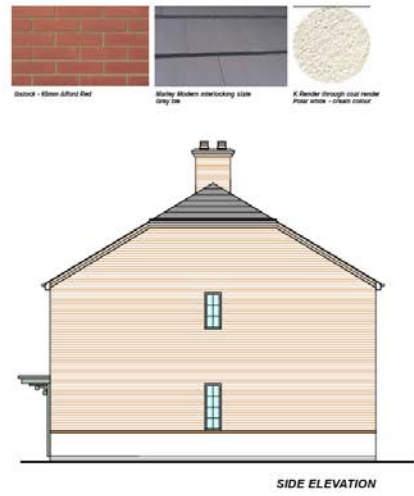 Ibstock - 65mm Alford Red
Marley Modern interlocking slate
Grey tile
K Render through coat render
Polar white - cream colour
SIDE ELEVATION